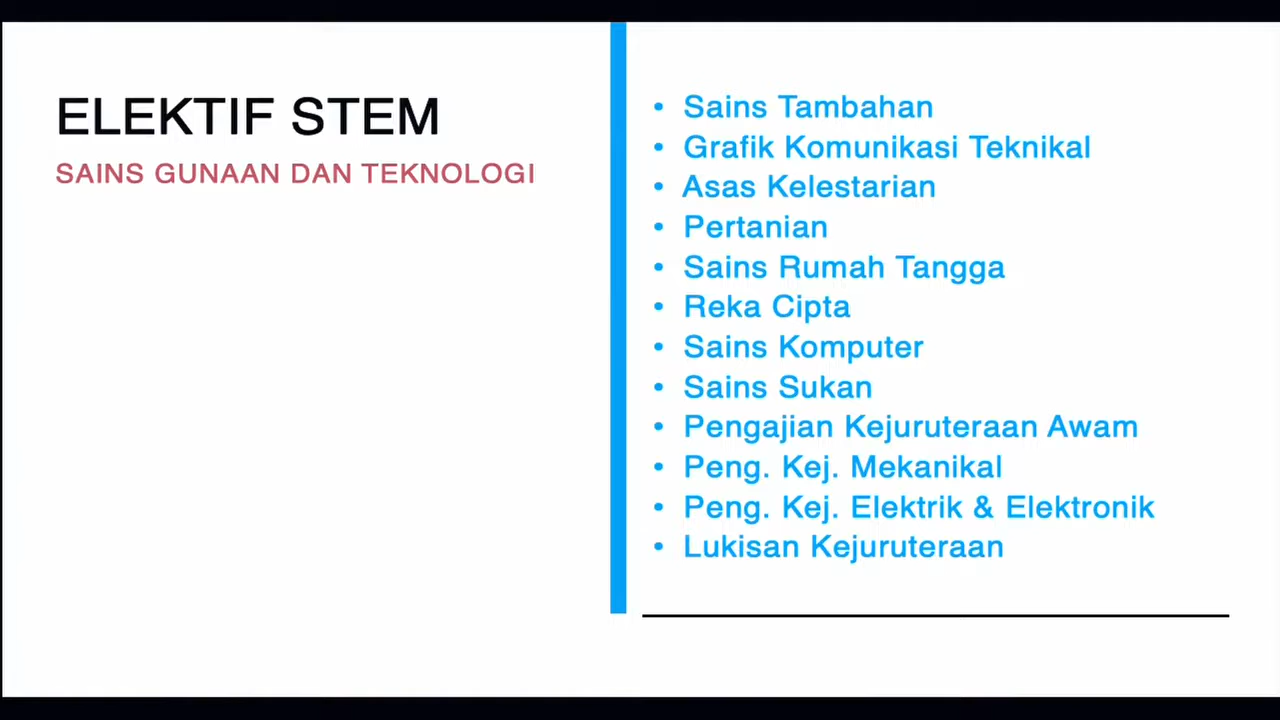 ELEKTIF STEM
SAINS GUNAAN DAN TEKNOLOGI
• Sains Tambahan
• Grafik Komunikasi Teknikal
• Asas Kelestarian
• Pertanian
• Sains Rumah Tangga
• Reka Cipta
• Sains Komputer
• Sains Sukan
• Pengajian Kejuruteraan Awam
• Peng. Kej. Mekanikal
• Peng. Kej. Elektrik & Elektronik
• Lukisan Kejuruteraan